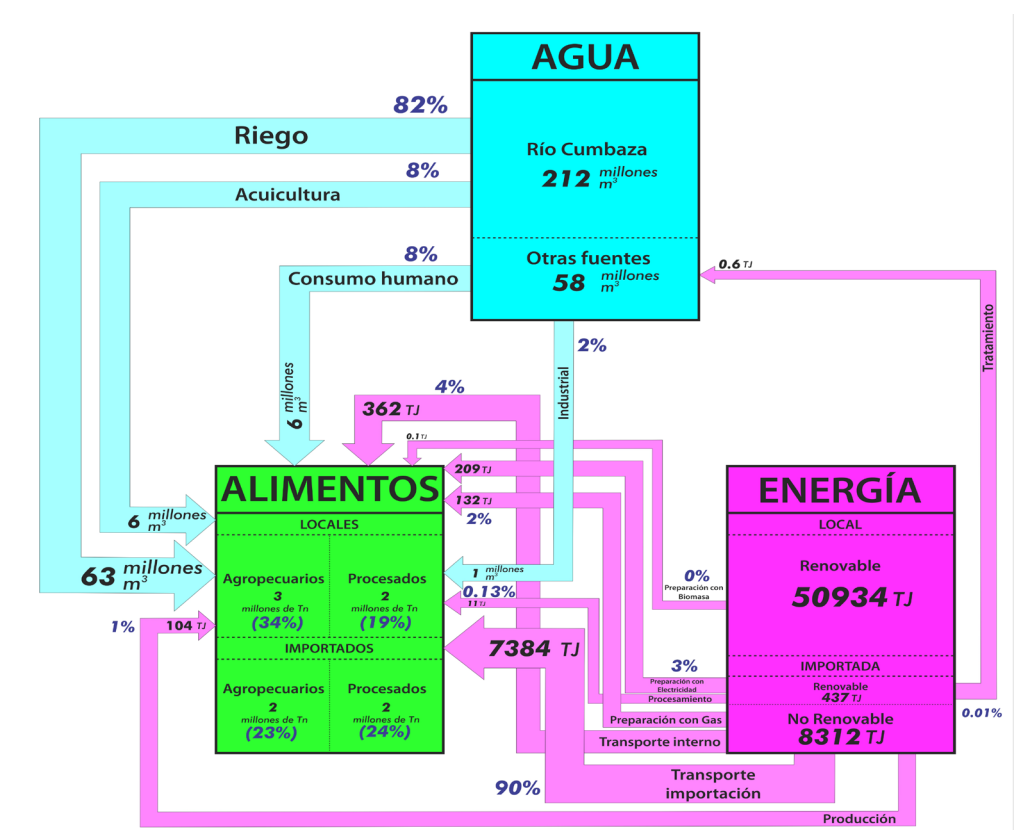 AGUA
82%
Riego
Río Cumbaza
212 millones m³
8%
Acuicultura
8%
Consumo humano
Otras fuentes
58 millones m³
0.6 TJ
Tratamiento
2%
Industrial
6 millones m³
4%
362 TJ
0.1 TJ
209 TJ
132 TJ
2%
ALIMENTOS
LOCALES
6 millones m³
63 millones m³
1 millones m³
Agropecuarios
3
millones de Tn
(34%)
Procesados
2
millones de Tn
(19%)
0.13%
11 TJ
1%
104 TJ
IMPORTADOS
7384 TJ
Agropecuarios
2
millones de Tn
(23%)
Procesados
2
millones de Tn
(24%)
ENERGÍA
LOCAL
Renovable
50934 TJ
0%
Preparación con
Biomasa
IMPORTADA
3%
Preparación con
Electricidad
Renovable
437 TJ
Procesamiento
0.01%
Preparación con Gas
No Renovable
8312 TJ
Transporte interno
90%
Transporte
importación
Producción